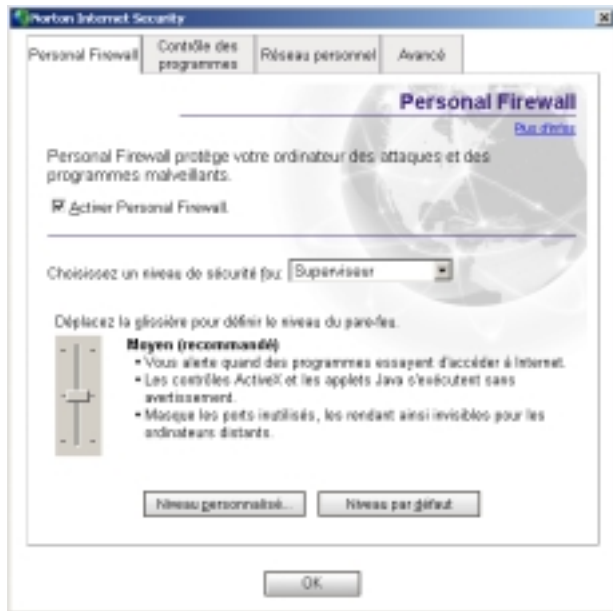 Norton Internet Security
Personal Firewall
Contrôle des
programmes
Réseau personnel
Avancé
Personal Firewall
Plus d'infos
Personal Firewall protège votre ordinateur des attaques et des
programmes malveillants.
Activer Personal Firewall.
Choisissez un niveau de sécurité pou: Superviseur
Déplacez la glissière pour définir le niveau du pare-feu.
Moyen (recommandé)
• Vous alerte quand des programmes essayent d'accéder à Internet.
• Les contrôles ActiveX et les applets Java s'exécutent sans
avertissement.
• Masque les ports inutilisés, les rendant ainsi invisibles pour les
ordinateurs distants.
Niveau personnalisé...
Niveau par défaut
OK